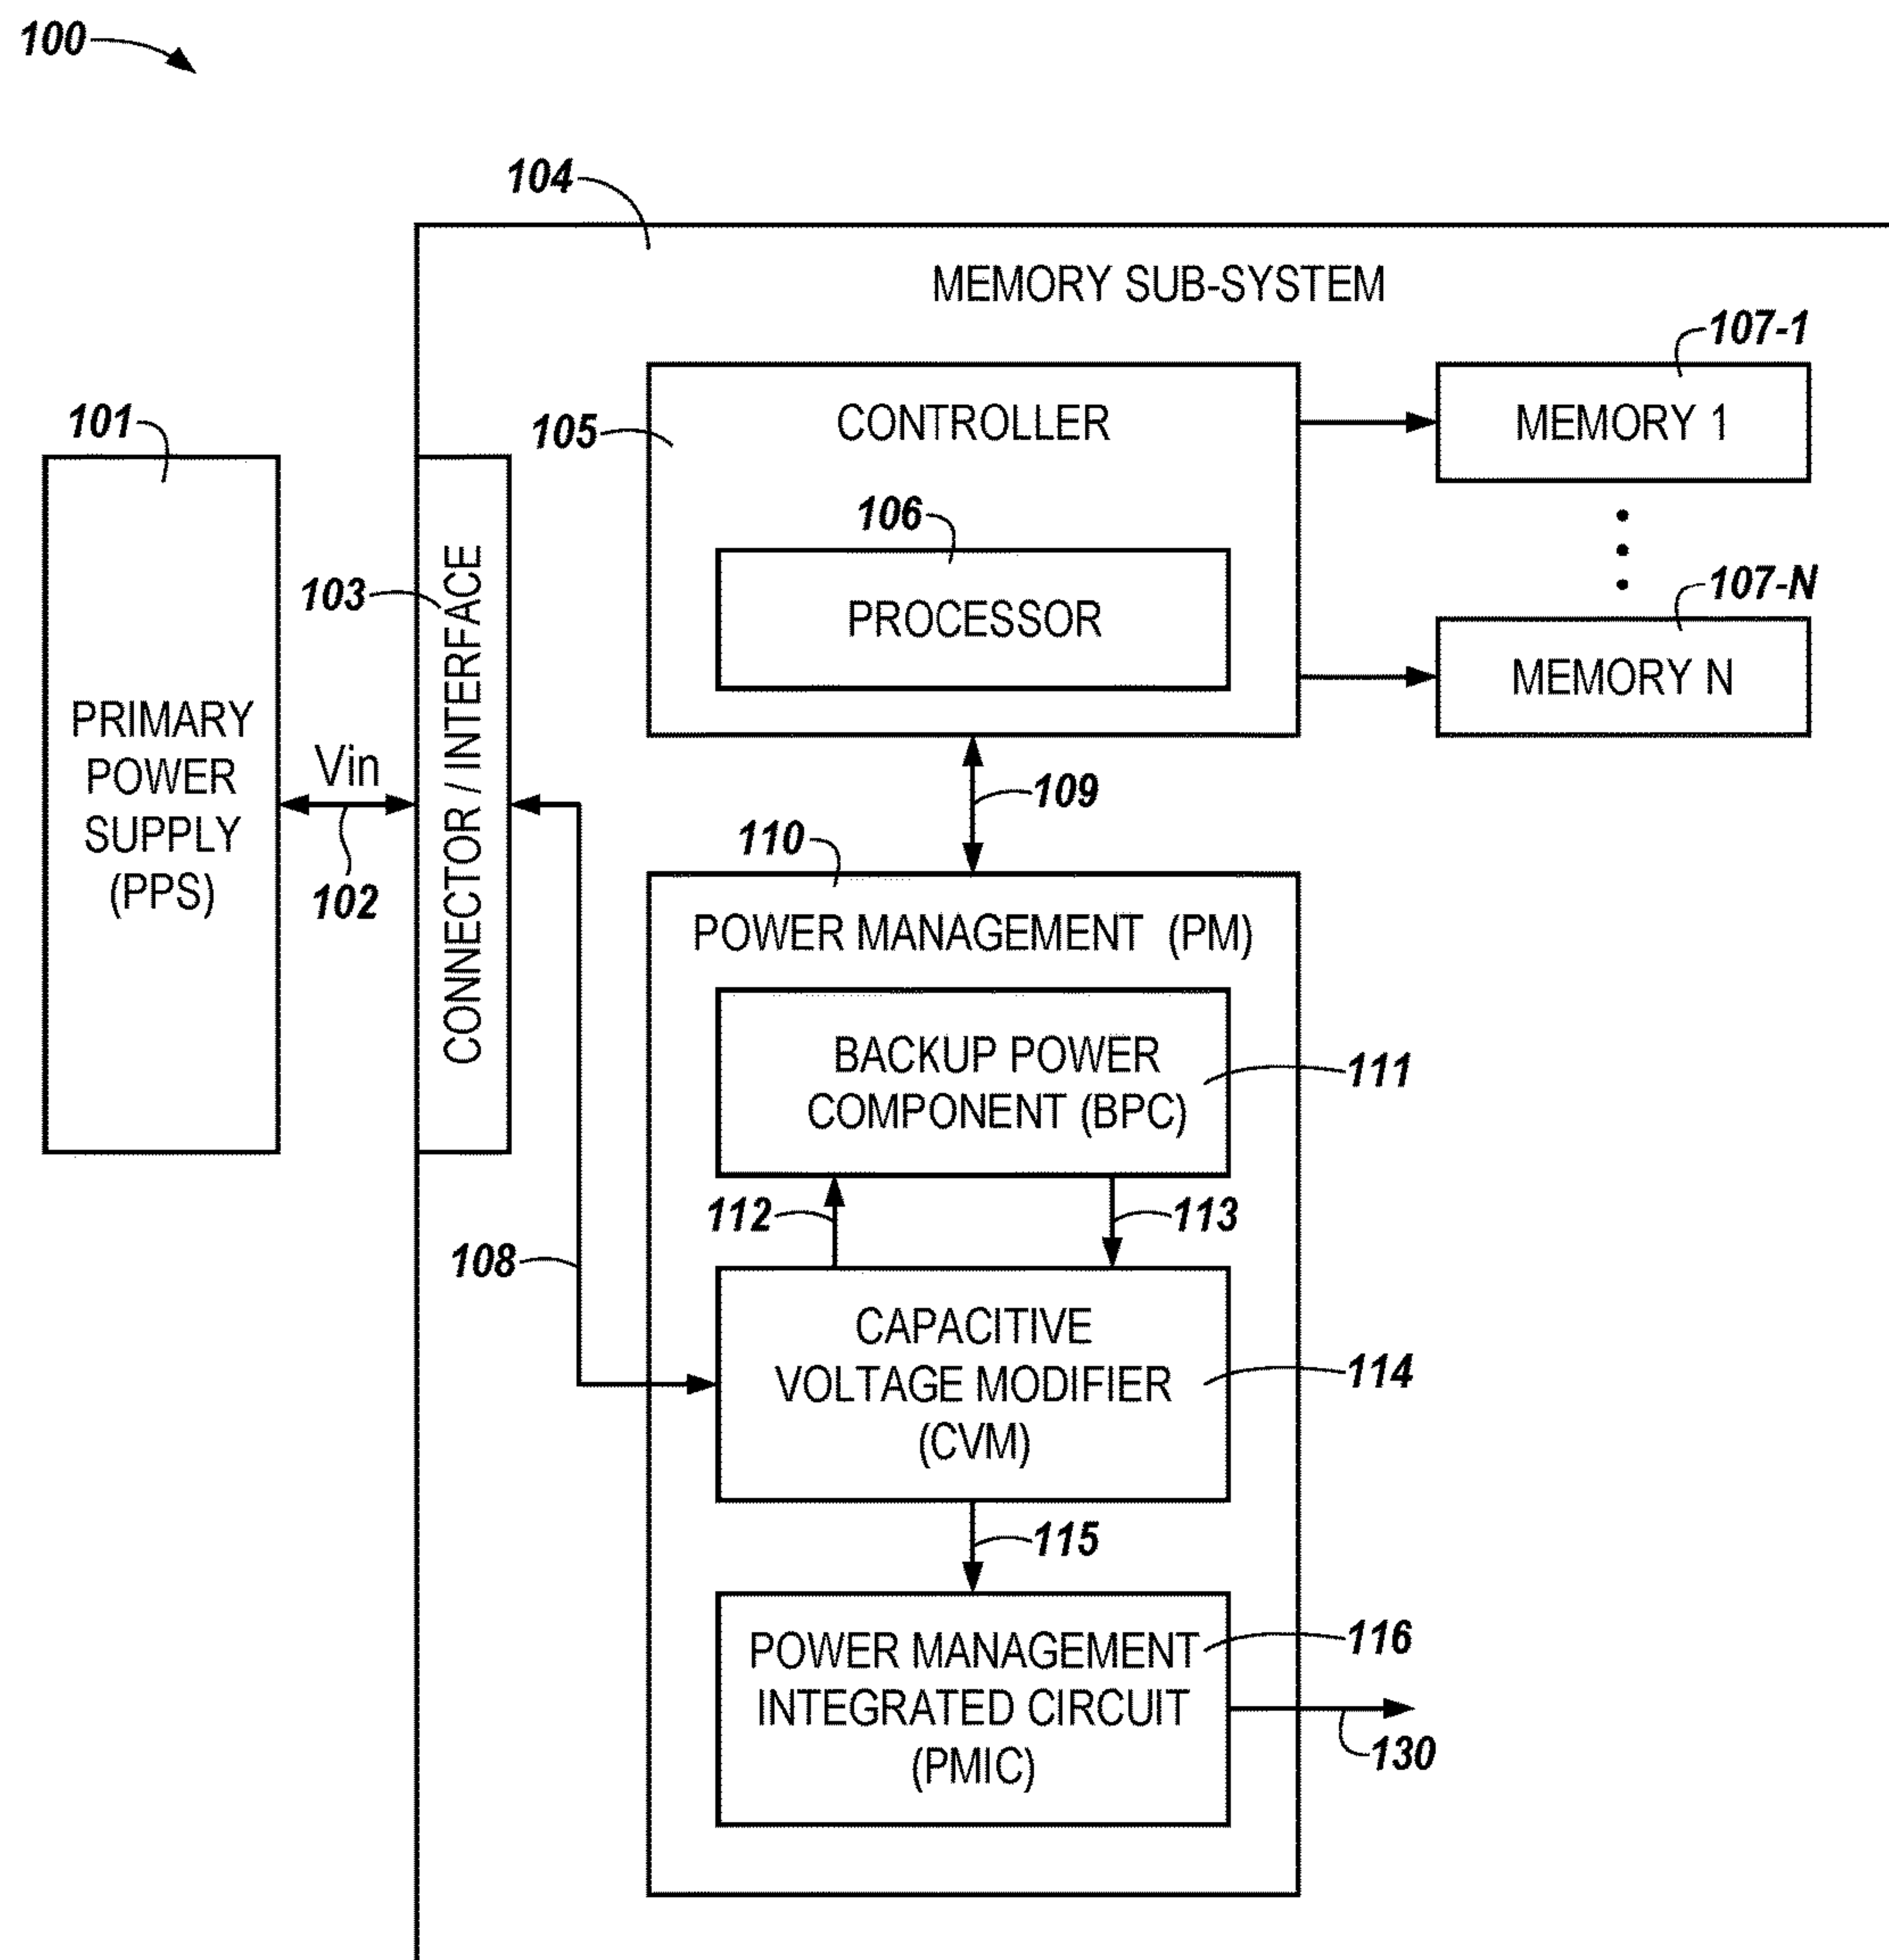 100
104
MEMORY SUB-SYSTEM
107-1
101
105
CONTROLLER
MEMORY 1
106
103
PROCESSOR
107-N
MEMORY N
CONNECTOR / INTERFACE
PRIMARY
POWER
SUPPLY
(PPS)
Vin
102
109
110
POWER MANAGEMENT (PM)
BACKUP POWER
COMPONENT (BPC)
111
112
113
108
CAPACITIVE
VOLTAGE MODIFIER
(CVM)
114
115
POWER MANAGEMENT
INTEGRATED CIRCUIT
(PMIC)
116
130